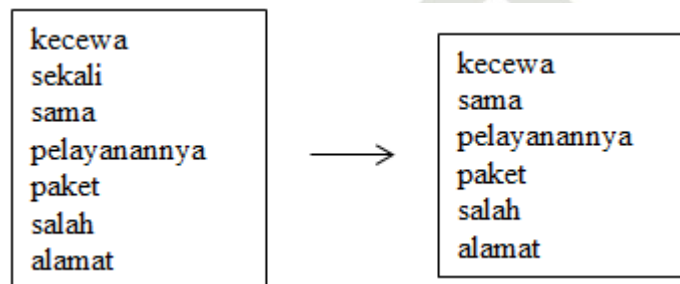 kecewa
sekali
sama
pelayanannya
paket
salah
alamat
kecewa
sama
pelayanannya
paket
salah
alamat